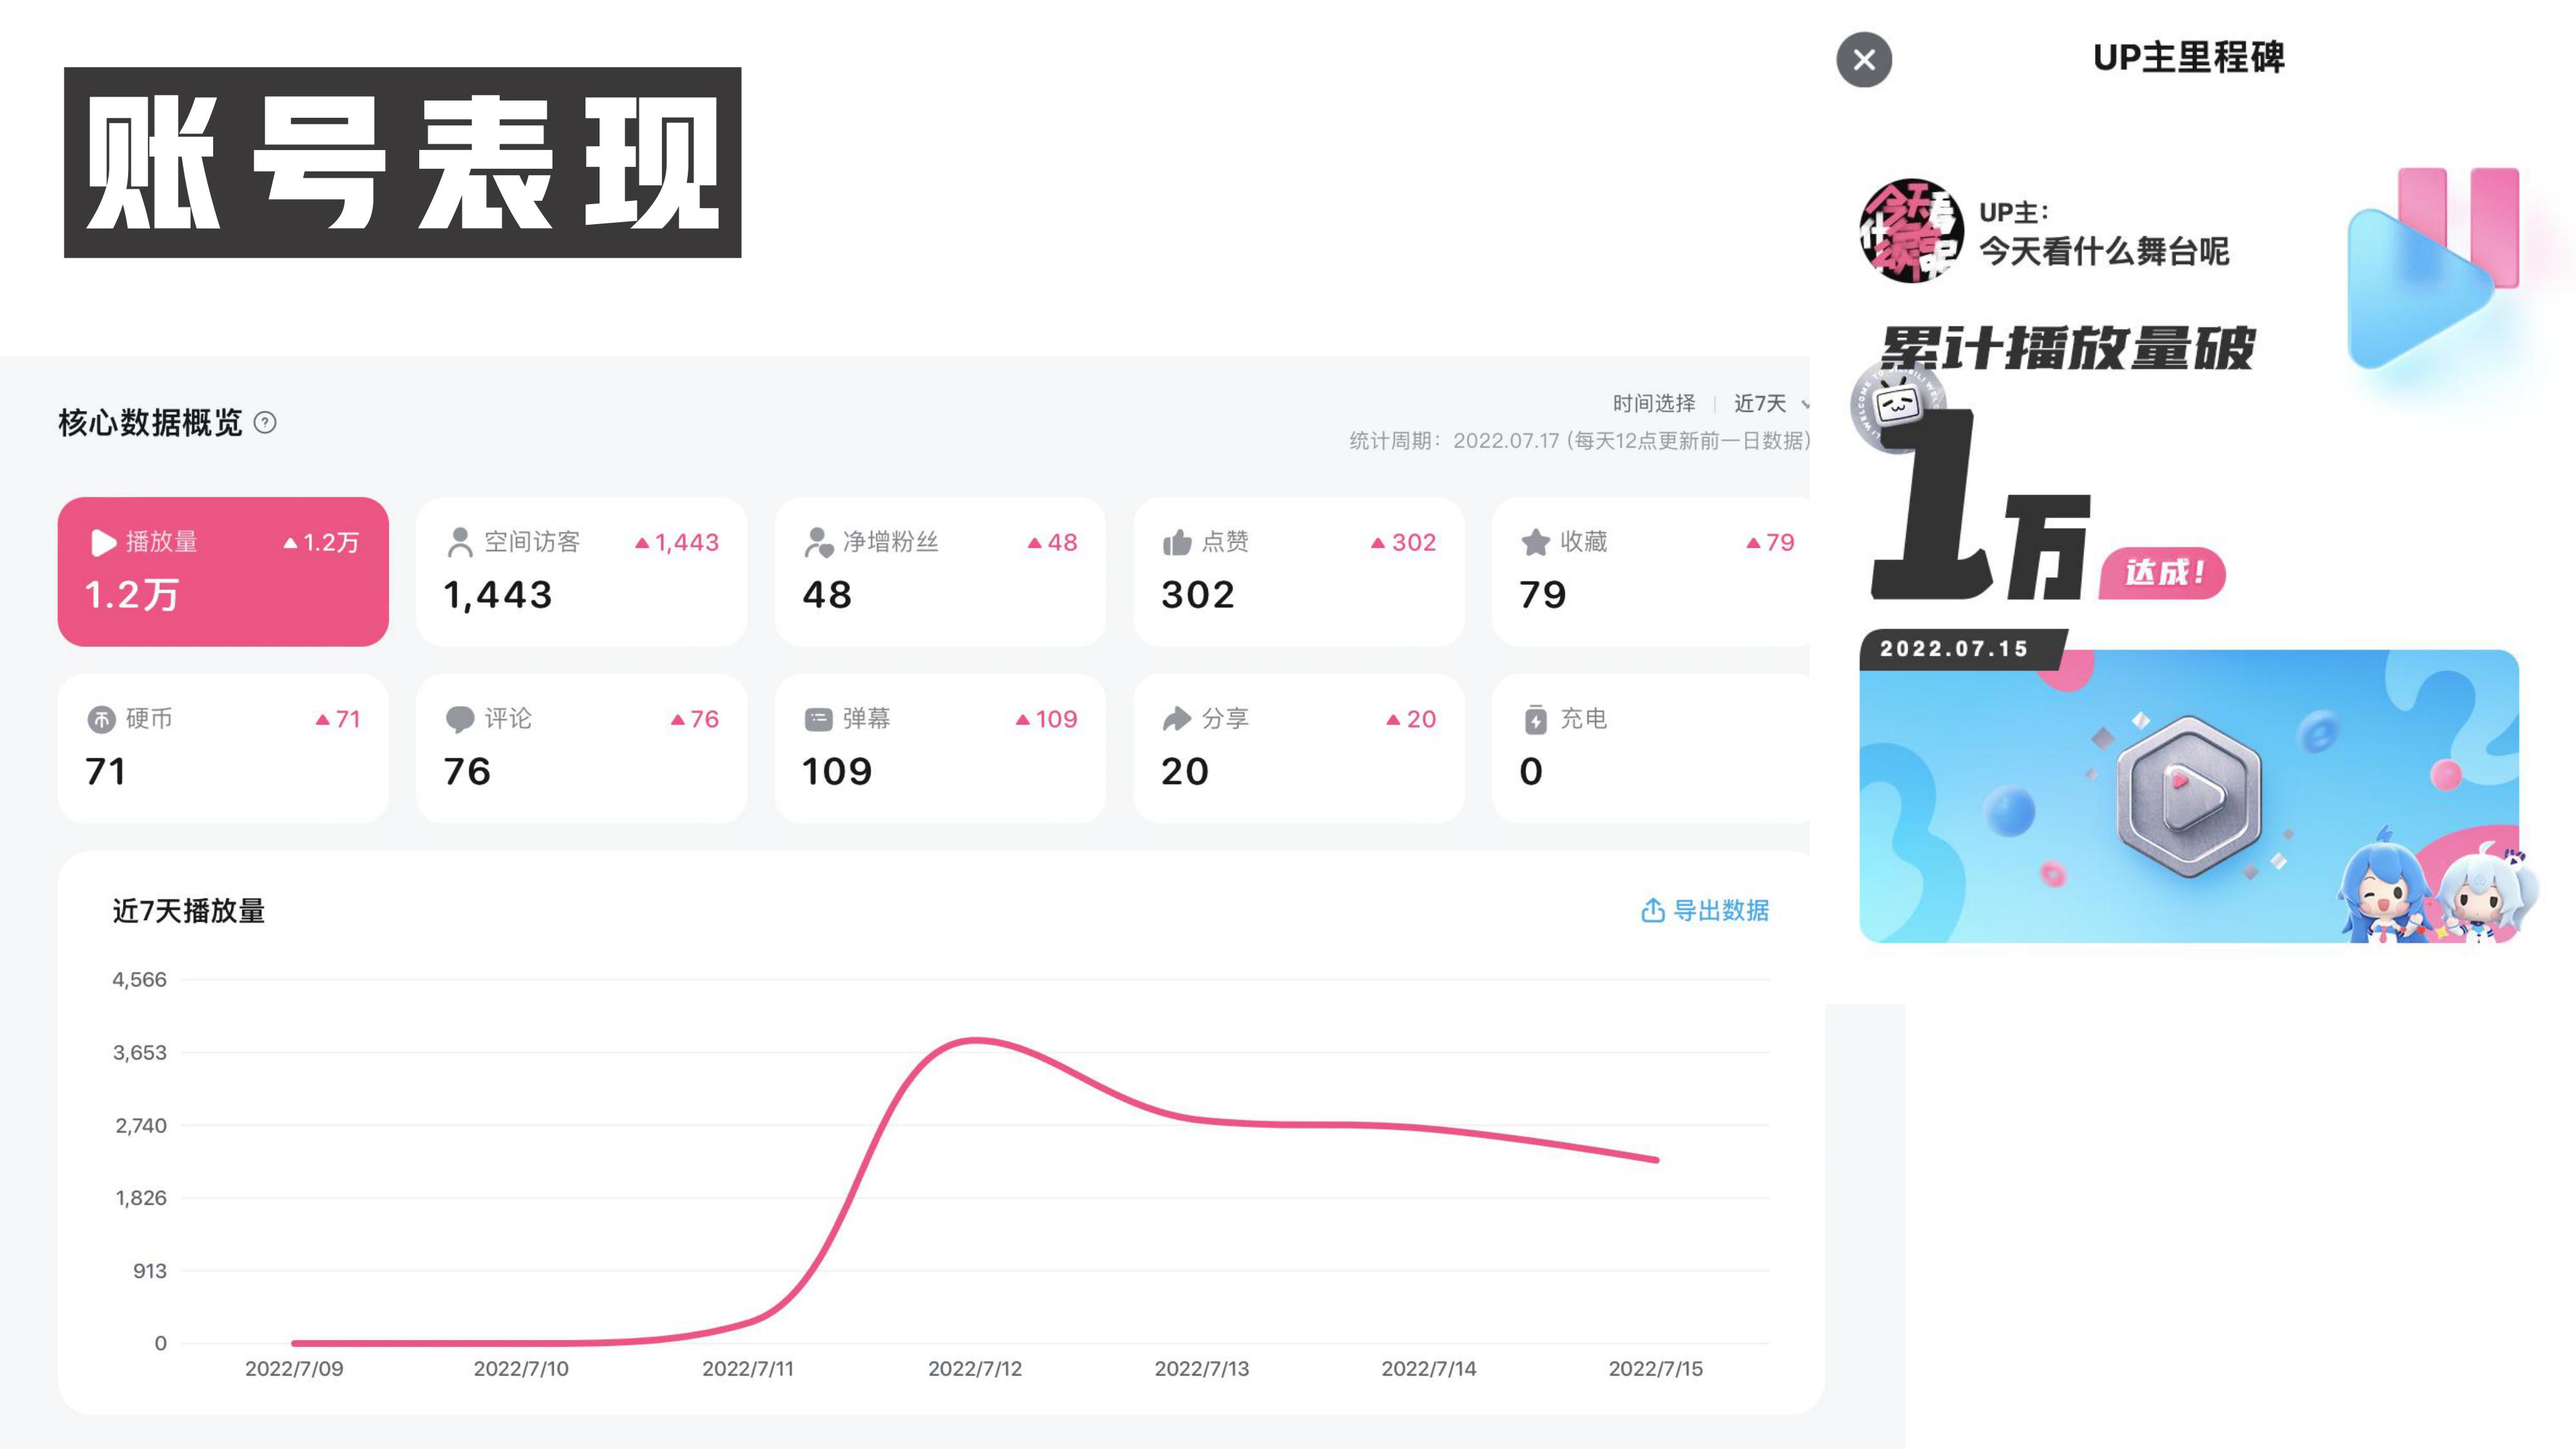 账号表现
核心数据概览
时间选择 近7天
统计周期：2022.07.17 (每天12点更新前一日数据)
播放量 1.2万
1.2万
空间访客 1,443
1,443
净增粉丝 48
48
点赞 302
302
收藏 79
79
硬币 71
71
评论 76
76
弹幕 109
109
分享 20
20
充电
0
近7天播放量
导出数据
4,566
3,653
2,740
1,826
913
0
2022/7/09 2022/7/10 2022/7/11 2022/7/12 2022/7/13 2022/7/14 2022/7/15
UP主里程碑
今天看什么舞台呢
UP主：
今天看什么舞台呢
累计播放量破
1万
达成！
2022.07.15